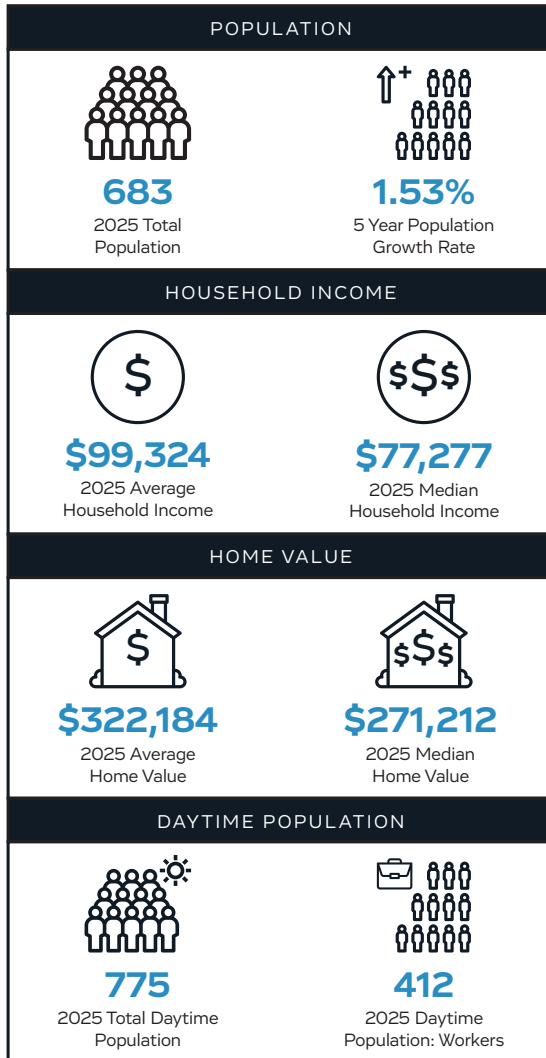 POPULATION
683
2025 Total
Population
1.53%
5 Year Population
Growth Rate
HOUSEHOLD INCOME
$
$99,324
2025 Average
Household Income
$$$
$77,277
2025 Median
Household Income
HOME VALUE
$
$322,184
2025 Average
Home Value
$$$
$271,212
2025 Median
Home Value
DAYTIME POPULATION
775
2025 Total Daytime
Population
412
2025 Daytime
Population: Workers